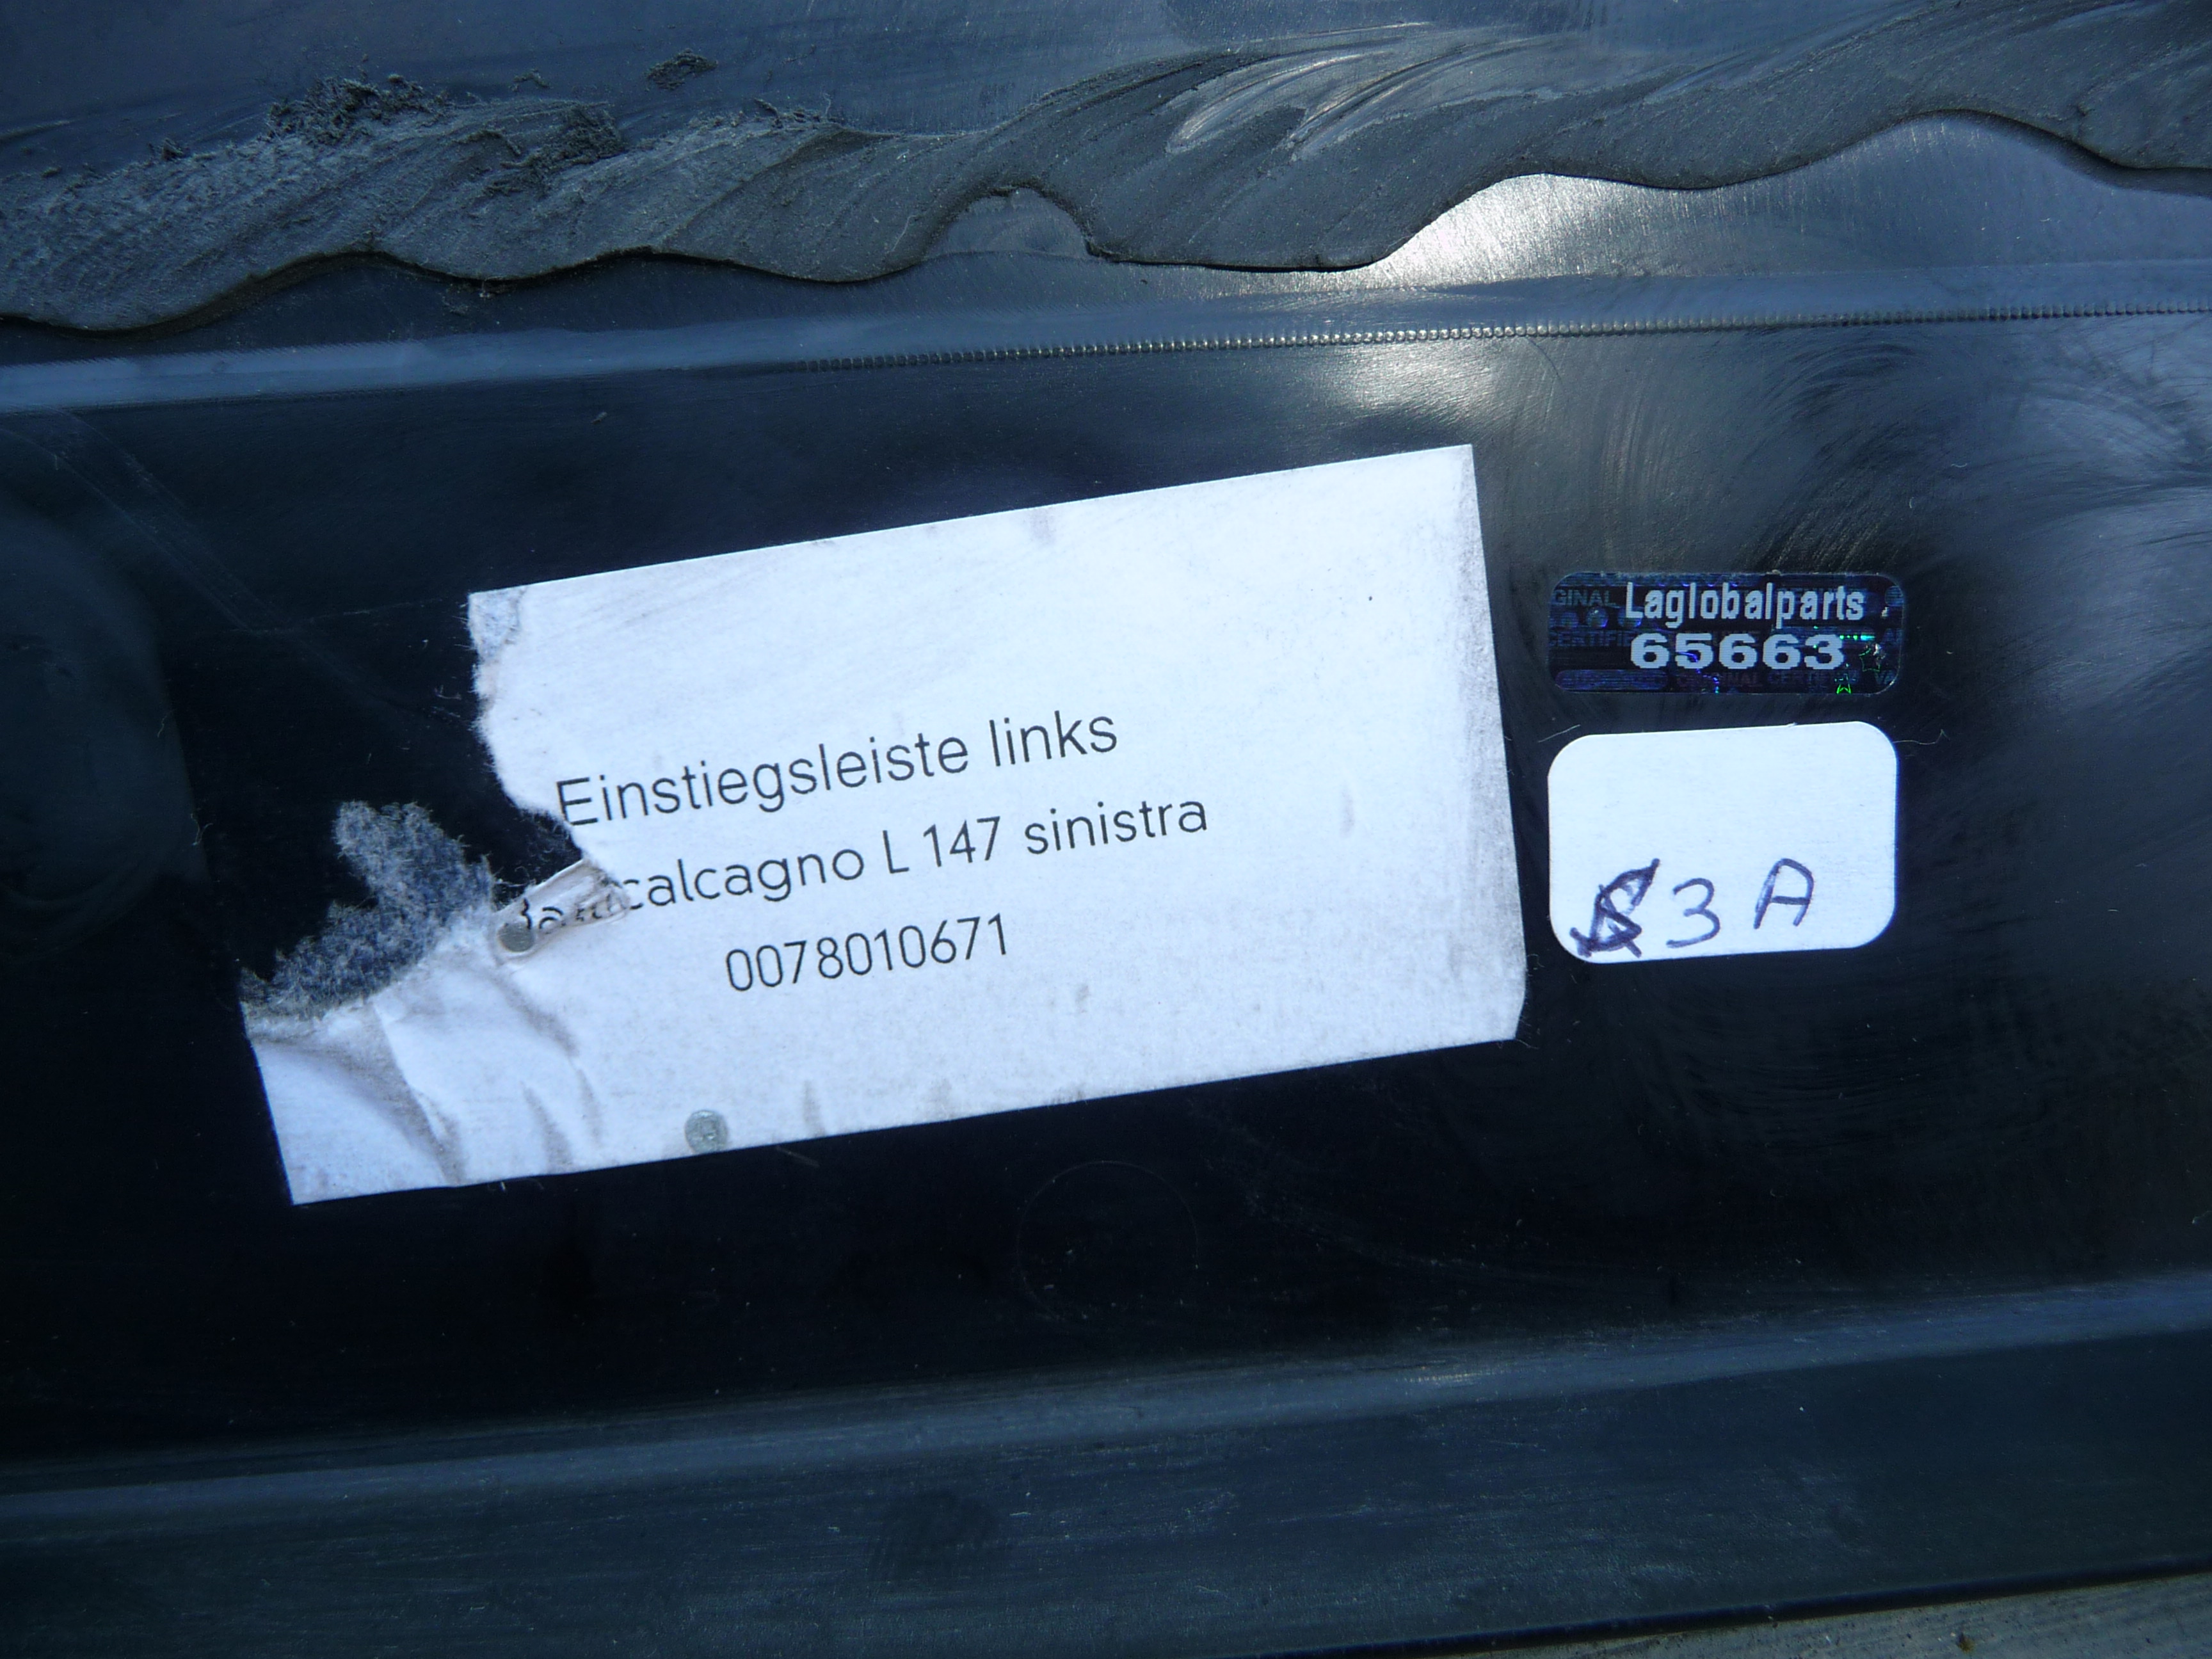 Einstiegsleiste links
calcagno L 147 sinistra
0078010671
Laglobalparts
65663
3 A